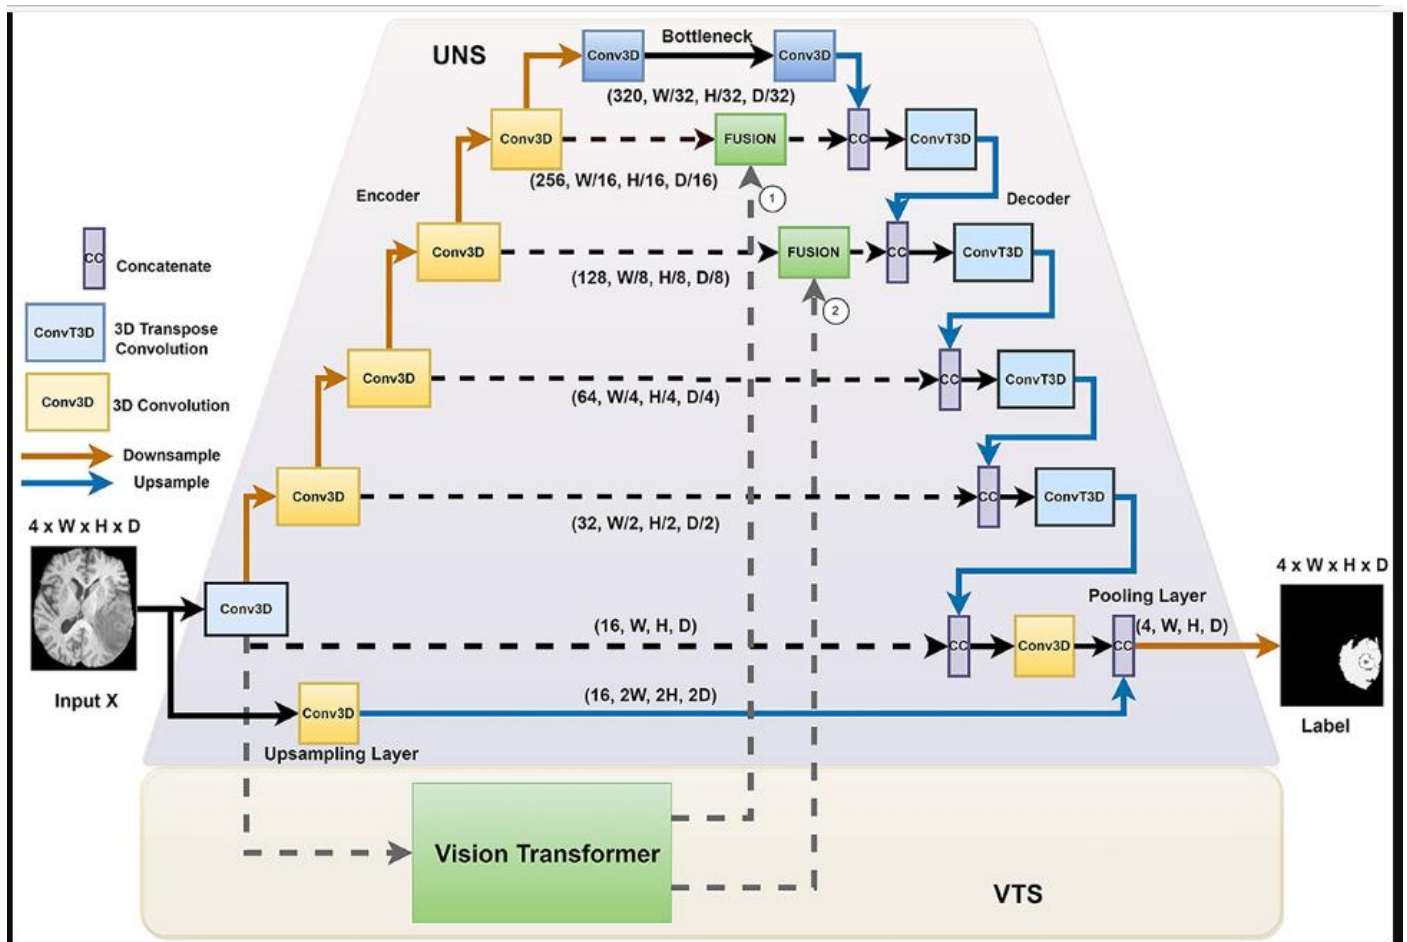 UNS
Bottleneck
Conv3D
Conv3D
(320, W/32, H/32, D/32)
Conv3D
FUSION
CC
ConvT3D
(256, W/16, H/16, D/16)
1
Encoder
Decoder
Conv3D
FUSION
CC
ConvT3D
(128, W/8, H/8, D/8)
2
CC
Concatenate
ConvT3D
3D Transpose
Convolution
Conv3D
3D Convolution
Downsample
Upsample
Conv3D
CC
ConvT3D
(64, W/4, H/4, D/4)
Conv3D
CC
ConvT3D
(32, W/2, H/2, D/2)
4 x W x H x D
Input X
Conv3D
(16, W, H, D)
CC
Conv3D
CC
Pooling Layer
(4, W, H, D)
4 x W x H x D
Label
Conv3D
(16, 2W, 2H, 2D)
Upsampling Layer
Vision Transformer
VTS